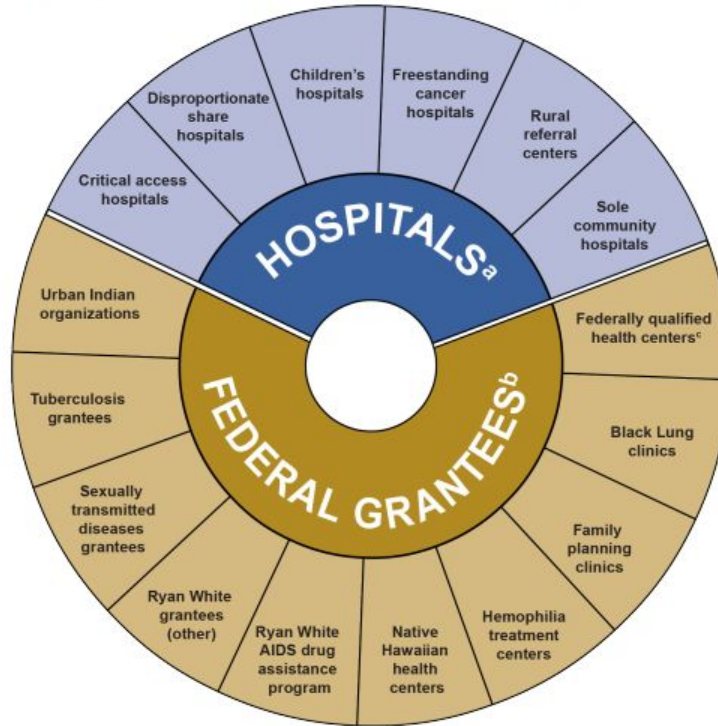 Children's
hospitals
Freestanding
cancer
hospitals
Disproportionate
share
hospitals
Rural
referral
centers
Critical access
hospitals
Sole
community
hospitals
HOSPITALSᵃ
Urban Indian
organizations
Federally qualified
health centersᶜ
Tuberculosis
grantees
Black Lung
clinics
FEDERAL GRANTEESᵇ
Sexually
transmitted
diseases
grantees
Family
planning
clinics
Ryan White
grantees
(other)
Ryan White
AIDS drug
assistance
program
Native
Hawaiian
health
centers
Hemophilia
treatment
centers